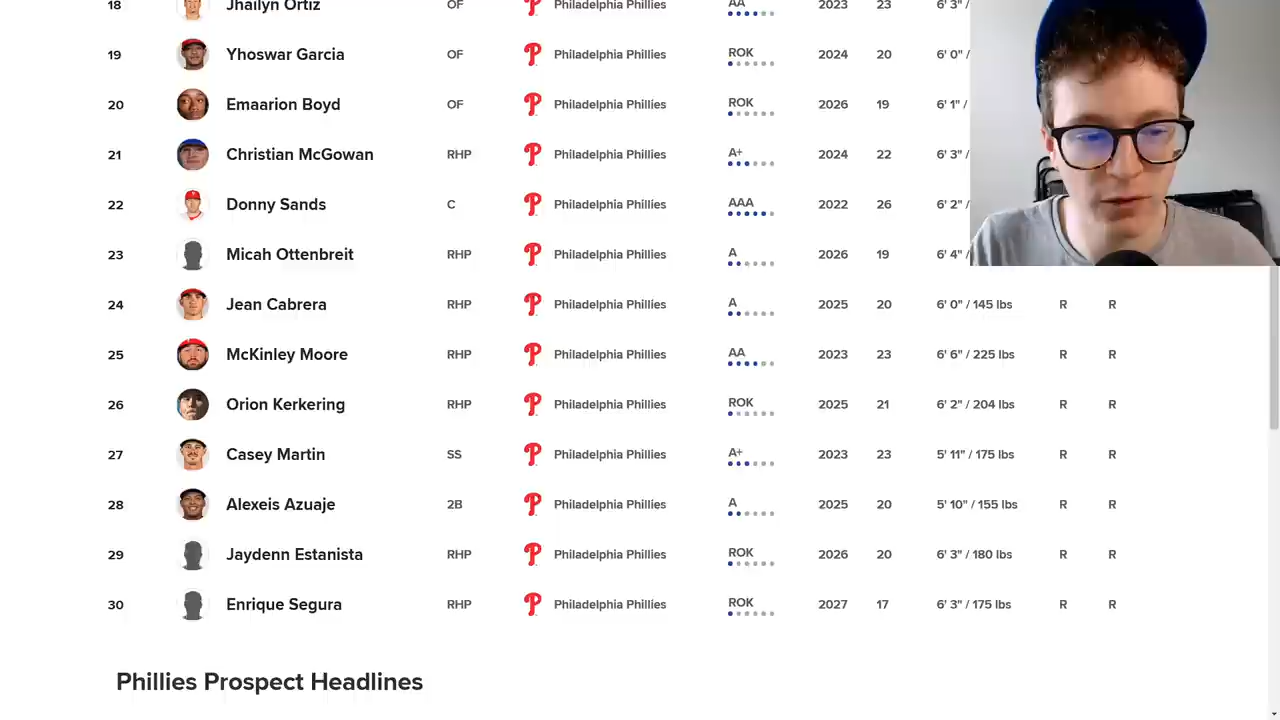 18 Jhailyn Ortiz OF Philadelphia Phillies AA 2023 23 6' 3" /
19 Yhoswar Garcia OF Philadelphia Phillies ROK 2024 20 6' 0" /
20 Emaarion Boyd OF Philadelphia Phillies ROK 2026 19 6' 1" /
21 Christian McGowan RHP Philadelphia Phillies A+ 2024 22 6' 3" /
22 Donny Sands C Philadelphia Phillies AAA 2022 26 6' 2" /
23 Micah Ottenbreit RHP Philadelphia Phillies A 2026 19 6' 4" /
24 Jean Cabrera RHP Philadelphia Phillies A 2025 20 6' 0" / 145 lbs R R
25 McKinley Moore RHP Philadelphia Phillies AA 2023 23 6' 6" / 225 lbs R R
26 Orion Kerkering RHP Philadelphia Phillies ROK 2025 21 6' 2" / 204 lbs R R
27 Casey Martin SS Philadelphia Phillies A+ 2023 23 5' 11" / 175 lbs R R
28 Alexeis Azuaje 2B Philadelphia Phillies A 2025 20 5' 10" / 155 lbs R R
29 Jaydenn Estanista RHP Philadelphia Phillies ROK 2026 20 6' 3" / 180 lbs R R
30 Enrique Segura RHP Philadelphia Phillies ROK 2027 17 6' 3" / 175 lbs R R
Phillies Prospect Headlines